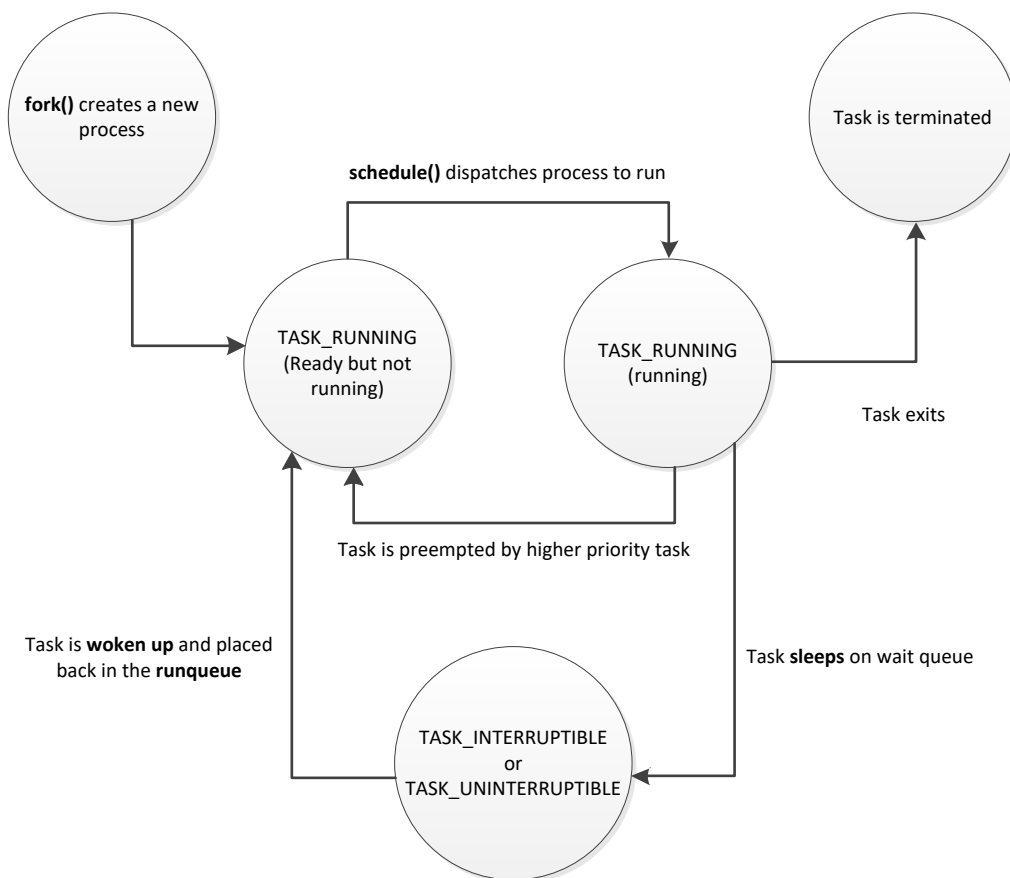 fork() creates a new
process
Task is terminated
schedule() dispatches process to run
TASK_RUNNING
(Ready but not
running)
TASK_RUNNING
(running)
Task exits
Task is preempted by higher priority task
Task is woken up and placed
back in the runqueue
Task sleeps on wait queue
TASK_INTERRUPTIBLE
or
TASK_UNINTERRUPTIBLE